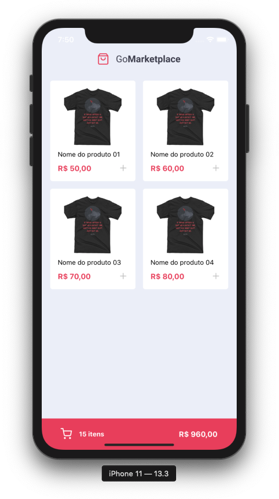 GoMarketplace
Nome do produto 01
Nome do produto 02
R$ 50,00 +
R$ 60,00 +
Nome do produto 03
Nome do produto 04
R$ 70,00 +
R$ 80,00 +
15 itens
R$ 960,00
iPhone 11 — 13.3